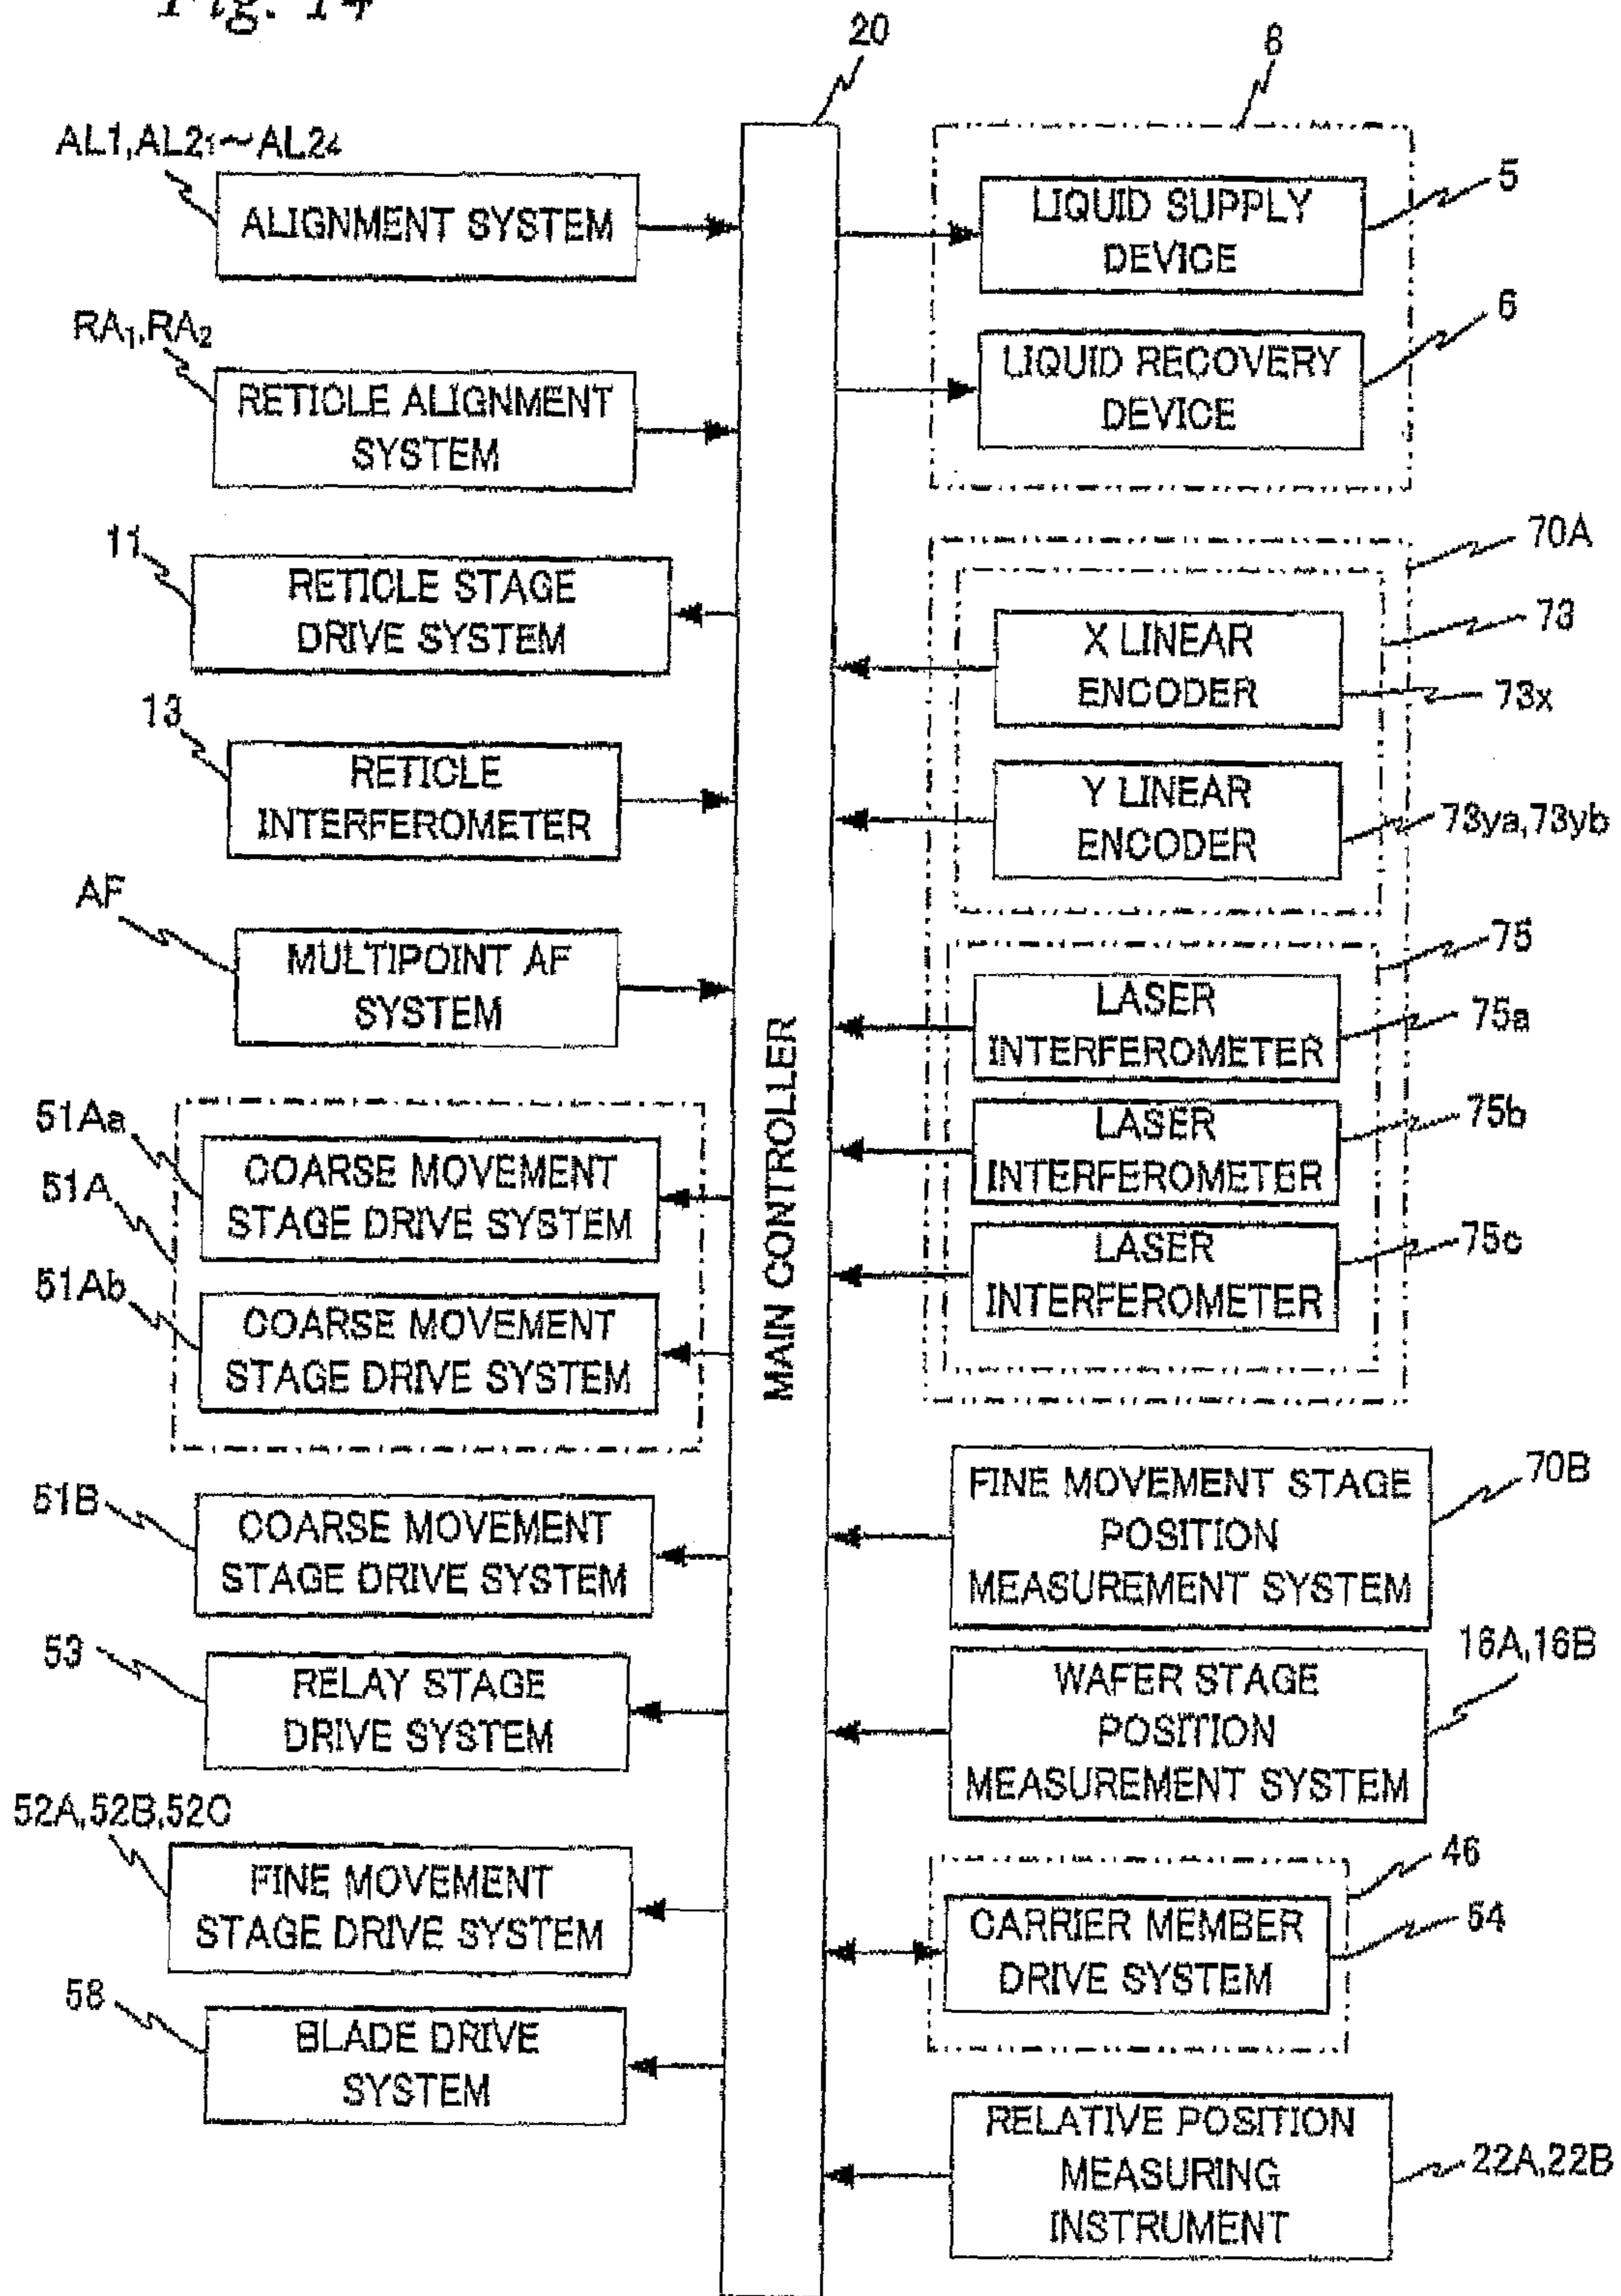 Fig. 14
20
8
AL1,AL2₁~AL2₄
ALIGNMENT SYSTEM
RA₁,RA₂
RETICLE ALIGNMENT
SYSTEM
11
RETICLE STAGE
DRIVE SYSTEM
13
RETICLE
INTERFEROMETER
AF
MULTIPOINT AF
SYSTEM
51Aa
51A
COARSE MOVEMENT
STAGE DRIVE SYSTEM
51Ab
COARSE MOVEMENT
STAGE DRIVE SYSTEM
51B
COARSE MOVEMENT
STAGE DRIVE SYSTEM
53
RELAY STAGE
DRIVE SYSTEM
52A,52B,52C
FINE MOVEMENT
STAGE DRIVE SYSTEM
58
BLADE DRIVE
SYSTEM
MAIN CONTROLLER
LIQUID SUPPLY
DEVICE
5
LIQUID RECOVERY
DEVICE
6
70A
73
X LINEAR
ENCODER
73x
Y LINEAR
ENCODER
73ya,73yb
75
LASER
INTERFEROMETER
75a
LASER
INTERFEROMETER
75b
LASER
INTERFEROMETER
75c
FINE MOVEMENT STAGE
POSITION
MEASUREMENT SYSTEM
70B
WAFER STAGE
POSITION
MEASUREMENT SYSTEM
16A,16B
46
CARRIER MEMBER
DRIVE SYSTEM
54
RELATIVE POSITION
MEASURING
INSTRUMENT
22A,22B